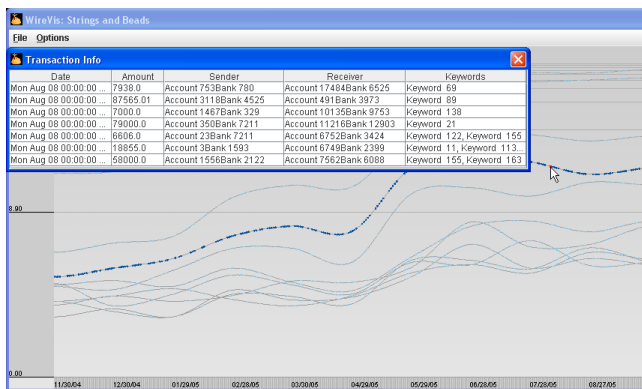 WireVis: Strings and Beads
File Options
Transaction Info
Date Amount Sender Receiver Keywords
Mon Aug 08 00:00:00 ... 7938.0 Account 753Bank 780 Account 17484Bank 6525 Keyword 69
Mon Aug 08 00:00:00 ... 87565.01 Account 3118Bank 4525 Account 491Bank 3973 Keyword 89
Mon Aug 08 00:00:00 ... 7000.0 Account 1467Bank 329 Account 10135Bank 9753 Keyword 138
Mon Aug 08 00:00:00 ... 79000.0 Account 350Bank 7211 Account 11216Bank 12903 Keyword 21
Mon Aug 08 00:00:00 ... 6606.0 Account 23Bank 7211 Account 6752Bank 3424 Keyword 122, Keyword 155
Mon Aug 08 00:00:00 ... 18855.0 Account 3Bank 1593 Account 6749Bank 2399 Keyword 11, Keyword 113...
Mon Aug 08 00:00:00 ... 58000.0 Account 1556Bank 2122 Account 7562Bank 6088 Keyword 155, Keyword 163
8.90
0.00
11/30/04 12/30/04 01/29/05 02/28/05 03/30/05 04/29/05 05/29/05 06/28/05 07/28/05 08/27/05